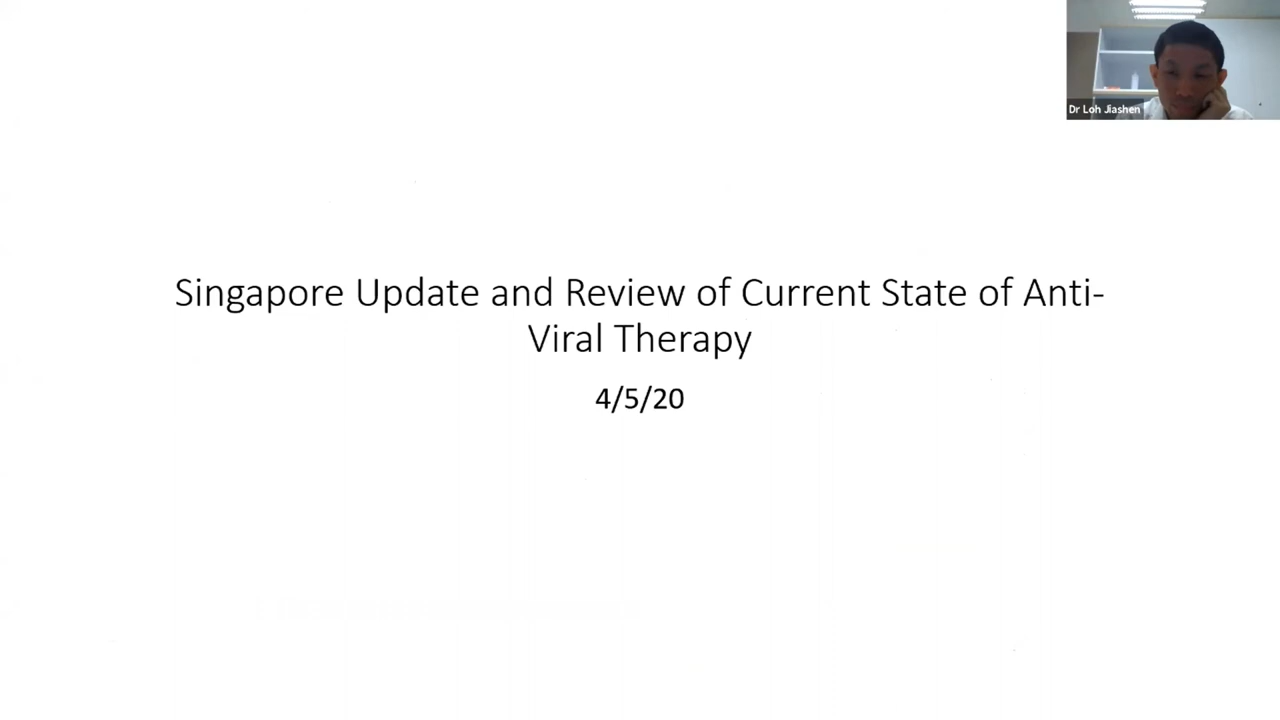 Dr Loh Jiashen
Singapore Update and Review of Current State of Anti-
Viral Therapy
4/5/20